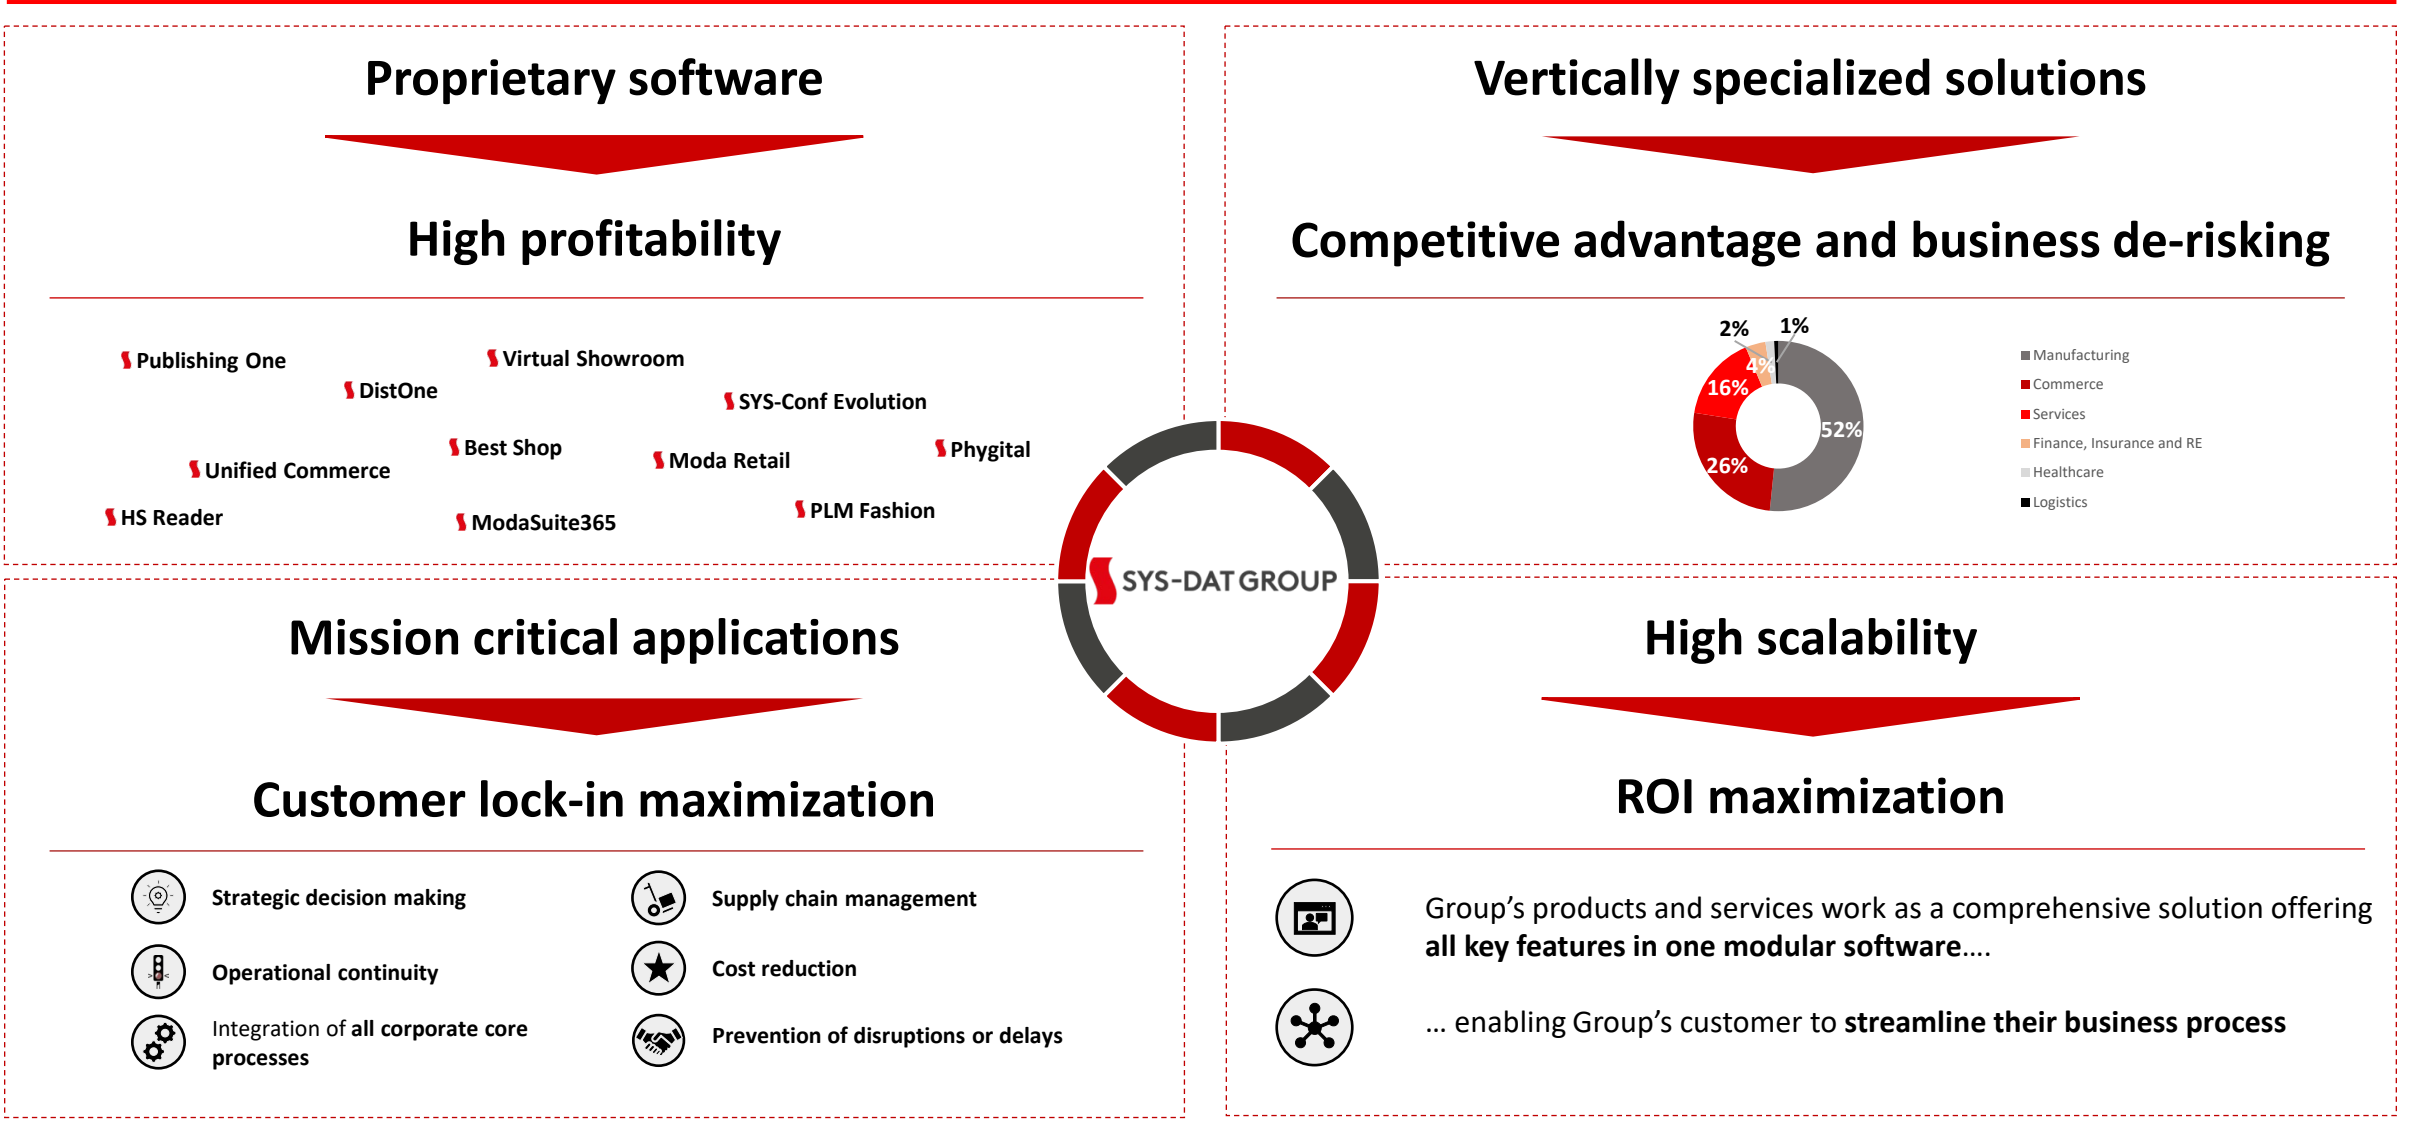 Proprietary software
High profitability
Publishing One
Virtual Showroom
DistOne
SYS-Conf Evolution
Best Shop
Moda Retail
Phygital
Unified Commerce
HS Reader
ModaSuite365
PLM Fashion
Vertically specialized solutions
Competitive advantage and business de-risking
2%
1%
4%
16%
52%
26%
Manufacturing
Commerce
Services
Finance, Insurance and RE
Healthcare
Logistics
SYS-DAT GROUP
Mission critical applications
Customer lock-in maximization
Strategic decision making
Supply chain management
Operational continuity
Cost reduction
Integration of all corporate core
processes
Prevention of disruptions or delays
High scalability
ROI maximization
Group’s products and services work as a comprehensive solution offering
all key features in one modular software….
… enabling Group’s customer to streamline their business process